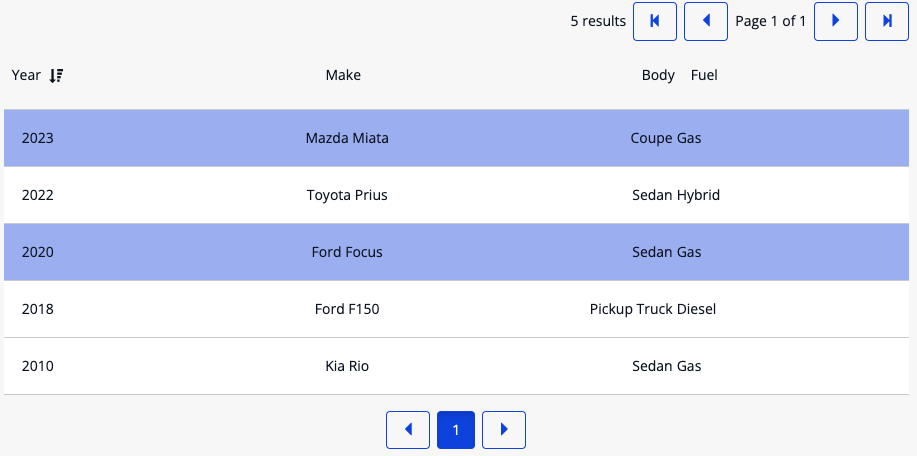 5 results Page 1 of 1
Year Make Body Fuel
2023 Mazda Miata Coupe Gas
2022 Toyota Prius Sedan Hybrid
2020 Ford Focus Sedan Gas
2018 Ford F150 Pickup Truck Diesel
2010 Kia Rio Sedan Gas
1